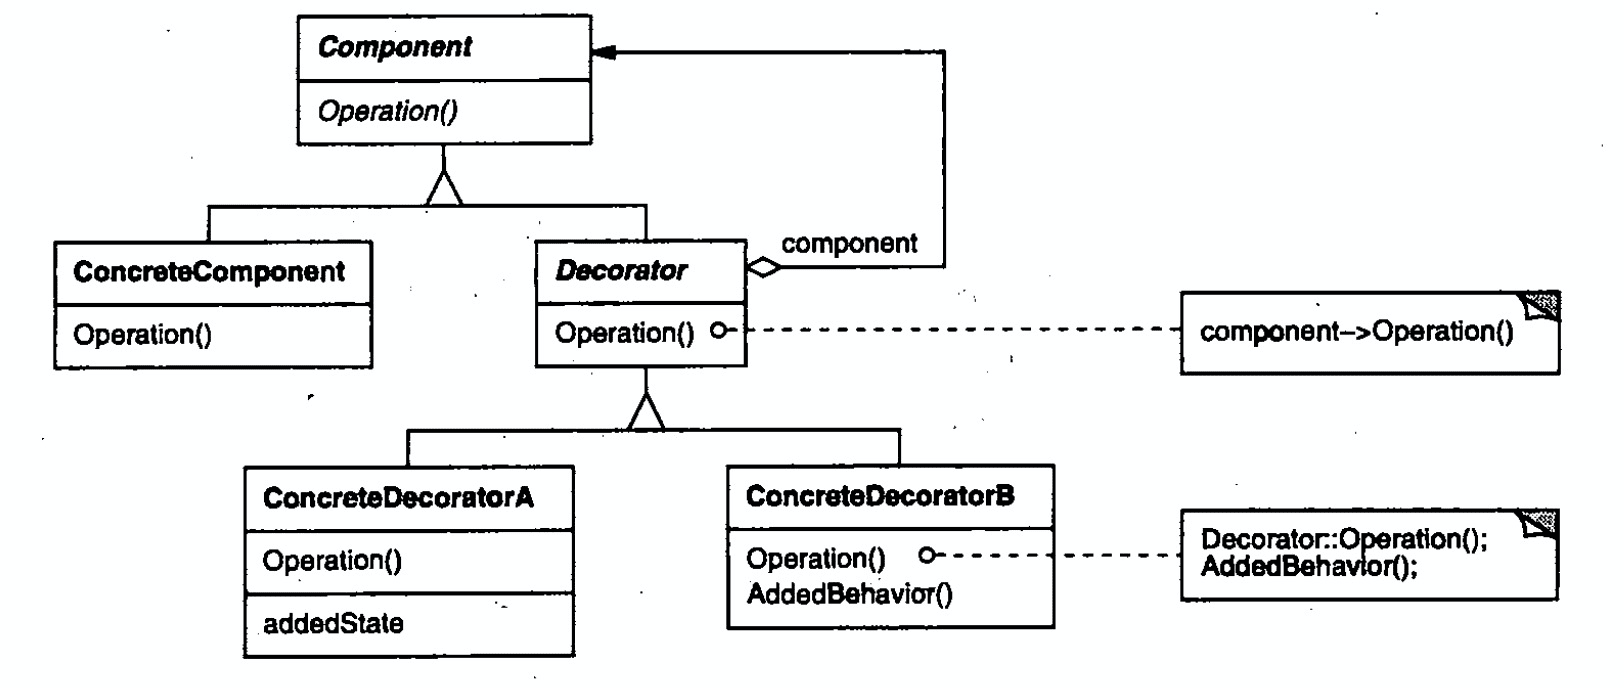 Component
Operation()
ConcreteComponent
Operation()
Decorator
Operation()
component
component–>Operation()
ConcreteDecoratorA
Operation()
addedState
ConcreteDecoratorB
Operation()
AddedBehavior()
Decorator::Operation();
AddedBehavior();